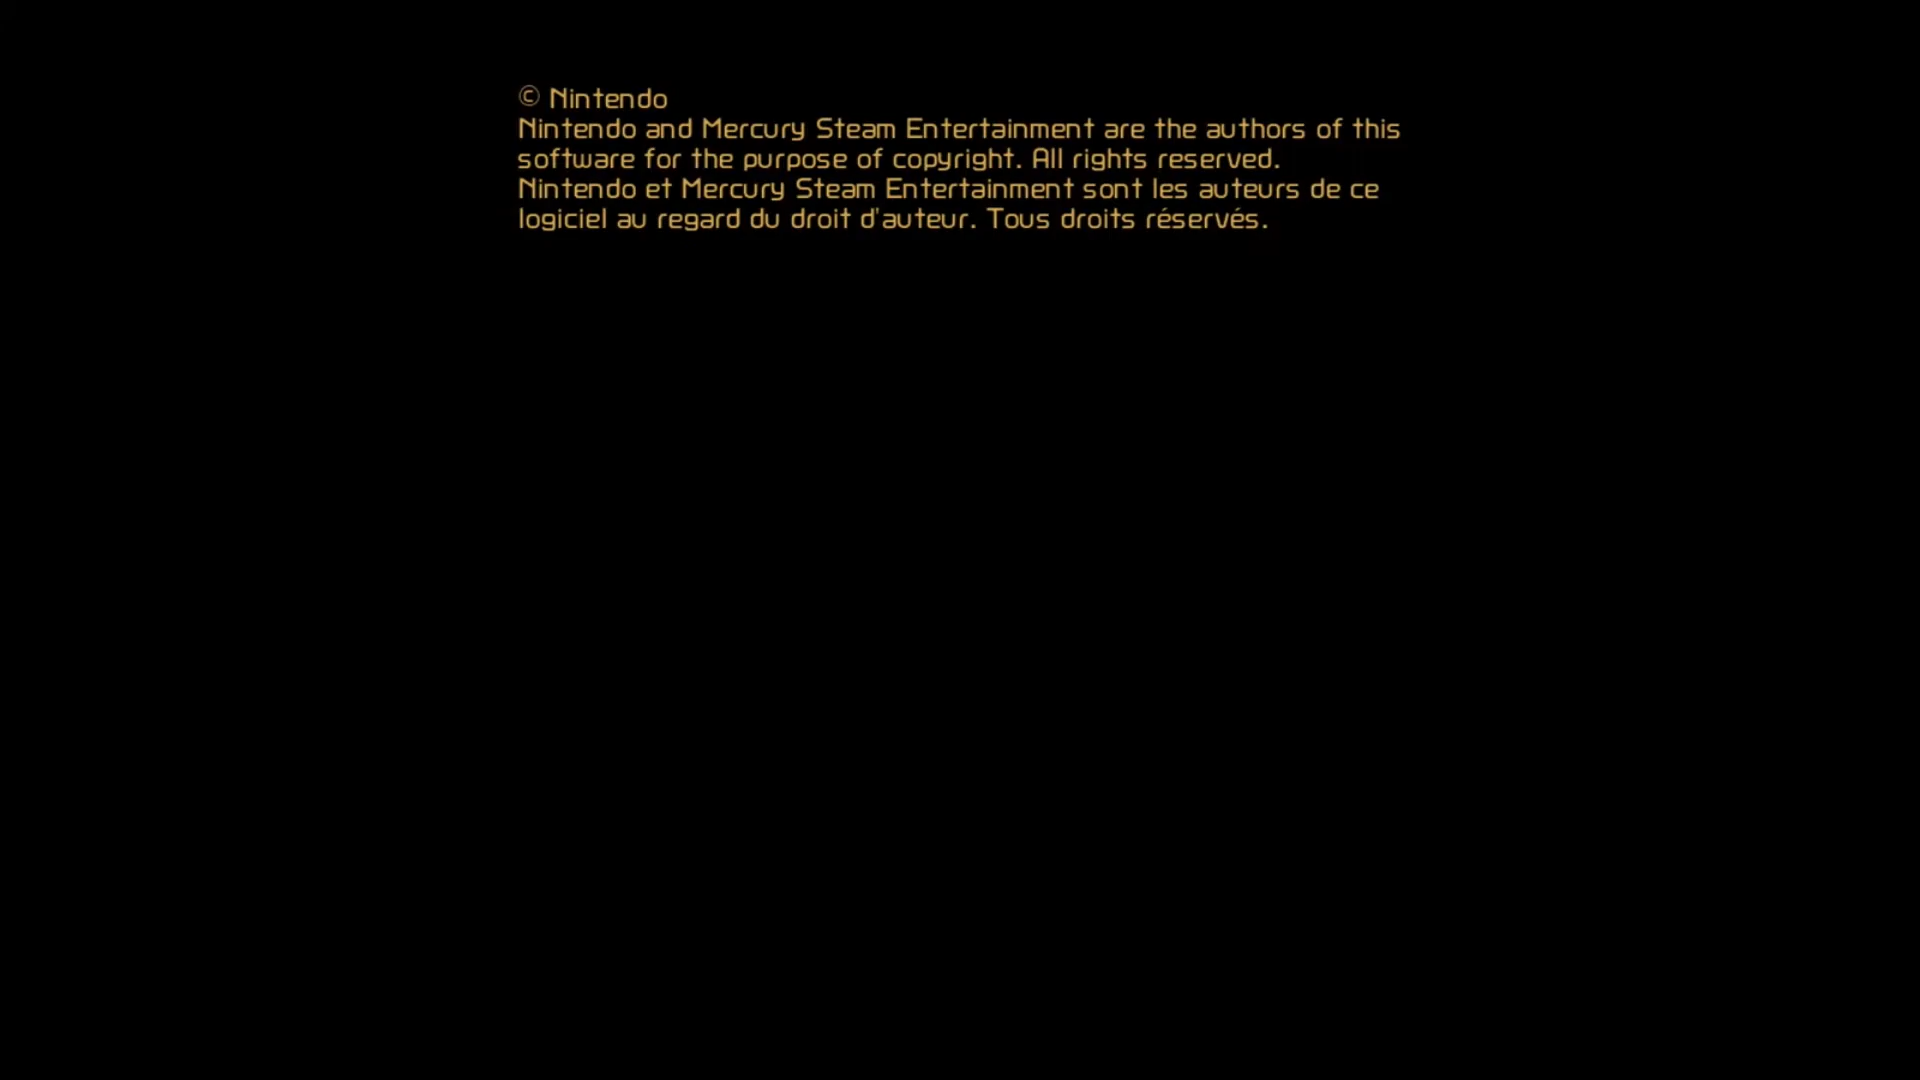 © Nintendo
Nintendo and Mercury Steam Entertainment are the authors of this
software for the purpose of copyright. All rights reserved.
Nintendo et Mercury Steam Entertainment sont les auteurs de ce
logiciel au regard du droit d'auteur. Tous droits réservés.